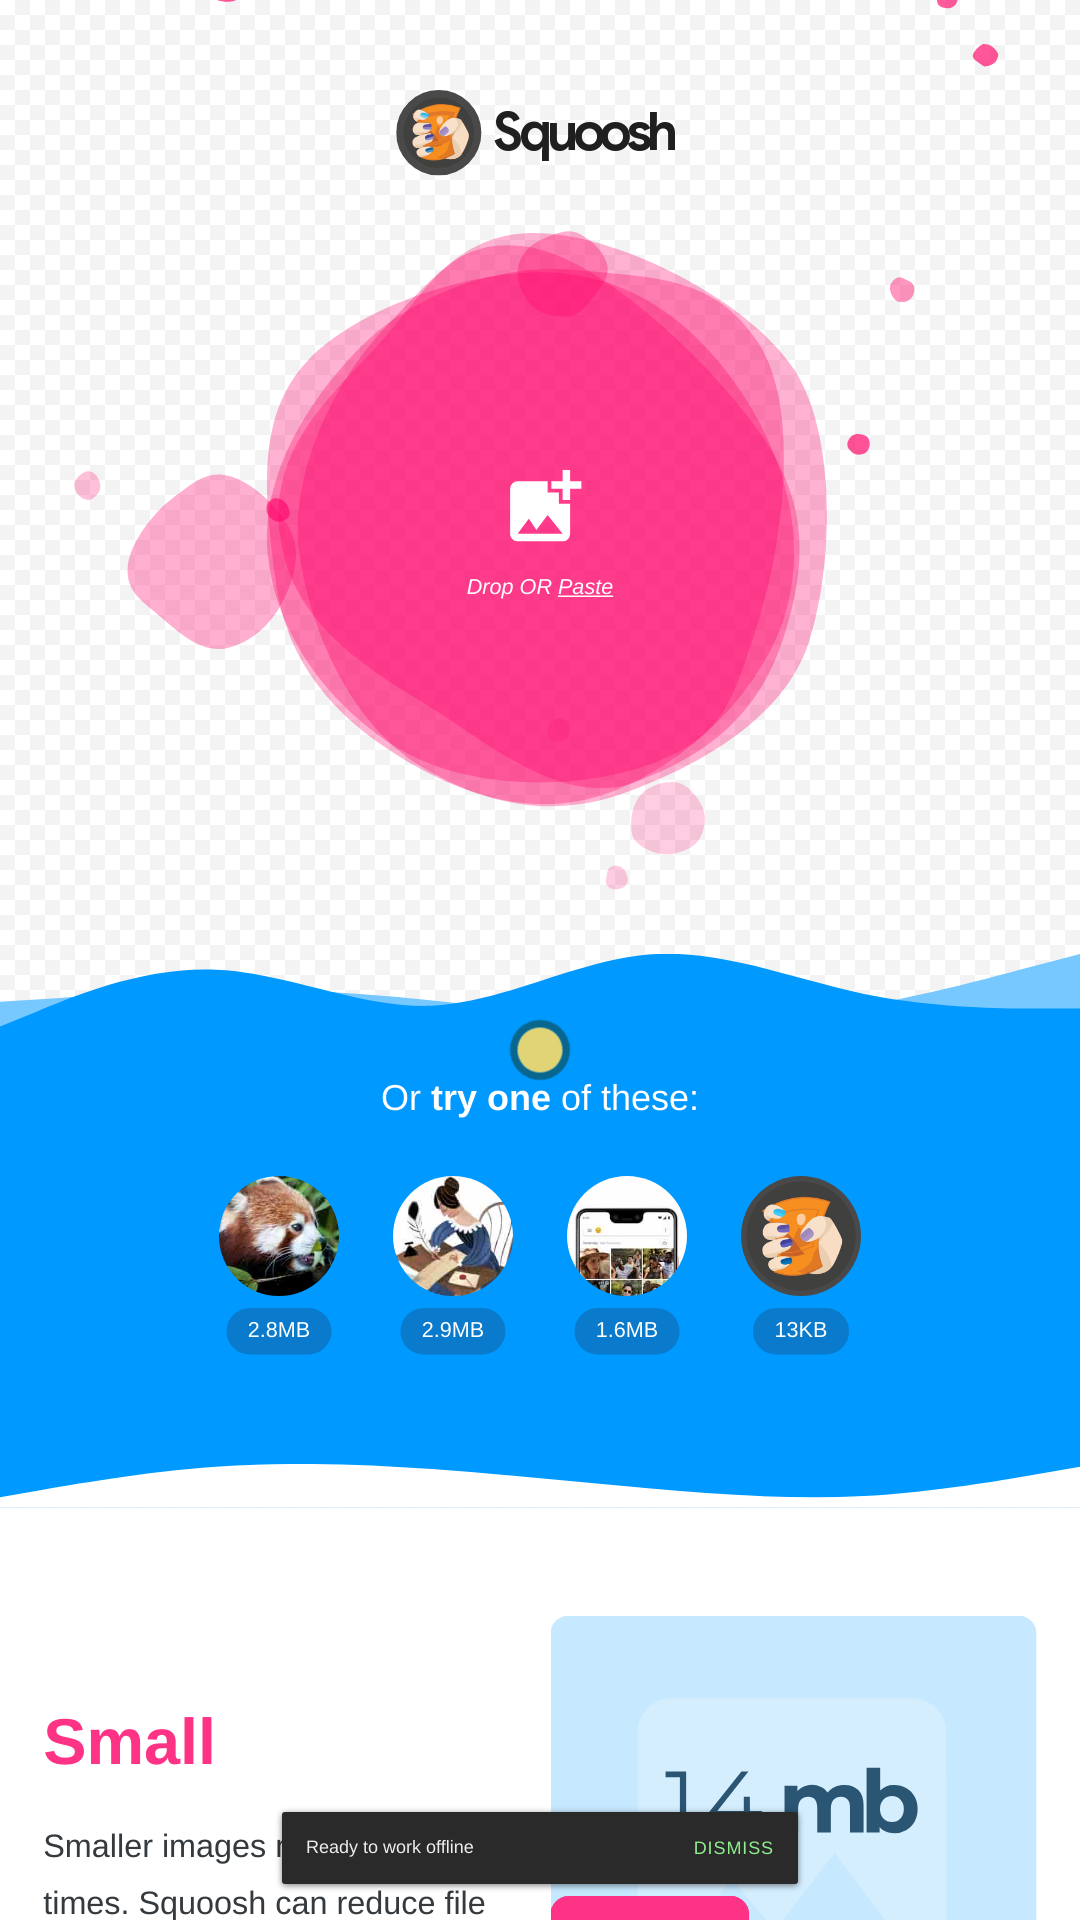 Squoosh
Drop OR Paste
Or try one of these:
2.8MB
2.9MB
1.6MB
13KB
Small
14 mb
Smaller images
times. Squoosh can reduce file
Ready to work offline
DISMISS